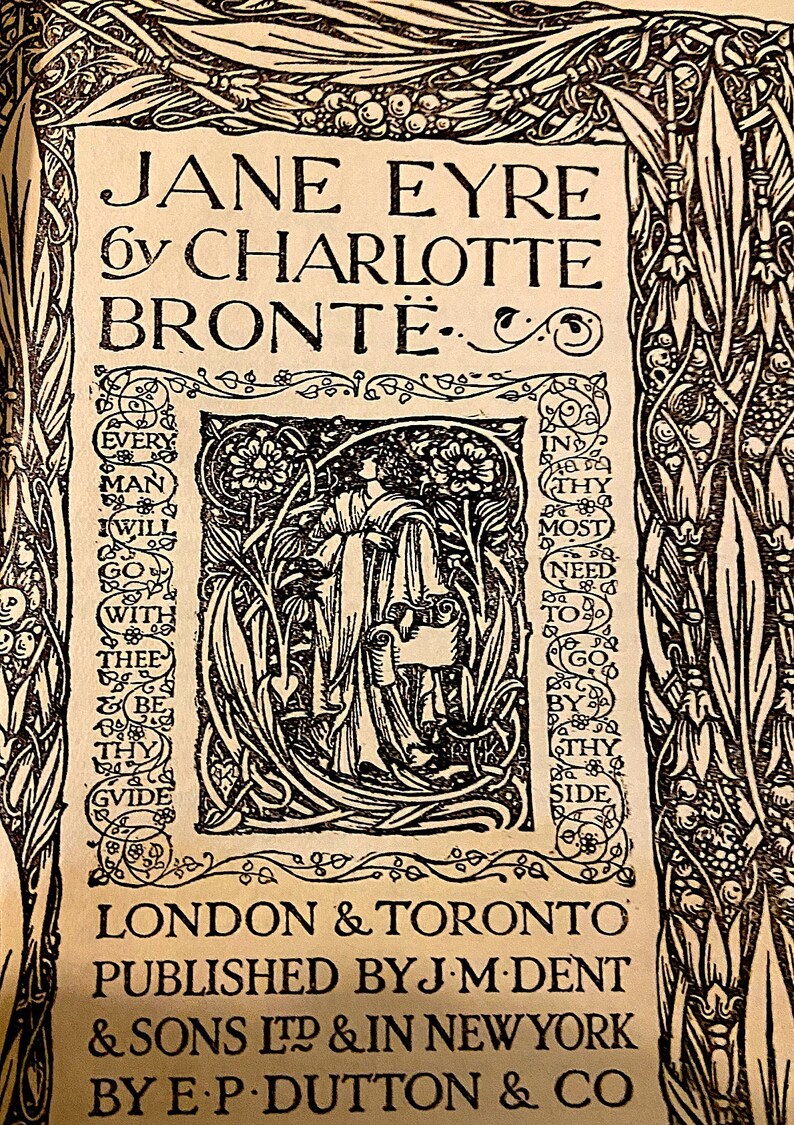 JANE EYRE
by CHARLOTTE
BRONTË
EVERY
MAN
I WILL
GO
WITH
THEE
& BE
THY
GVIDE
IN
THY
MOST
NEED
TO
GO
BY
THY
SIDE
LONDON & TORONTO
PUBLISHED BY J·M·DENT
& SONS LTD & IN NEW YORK
BY E·P·DUTTON & CO